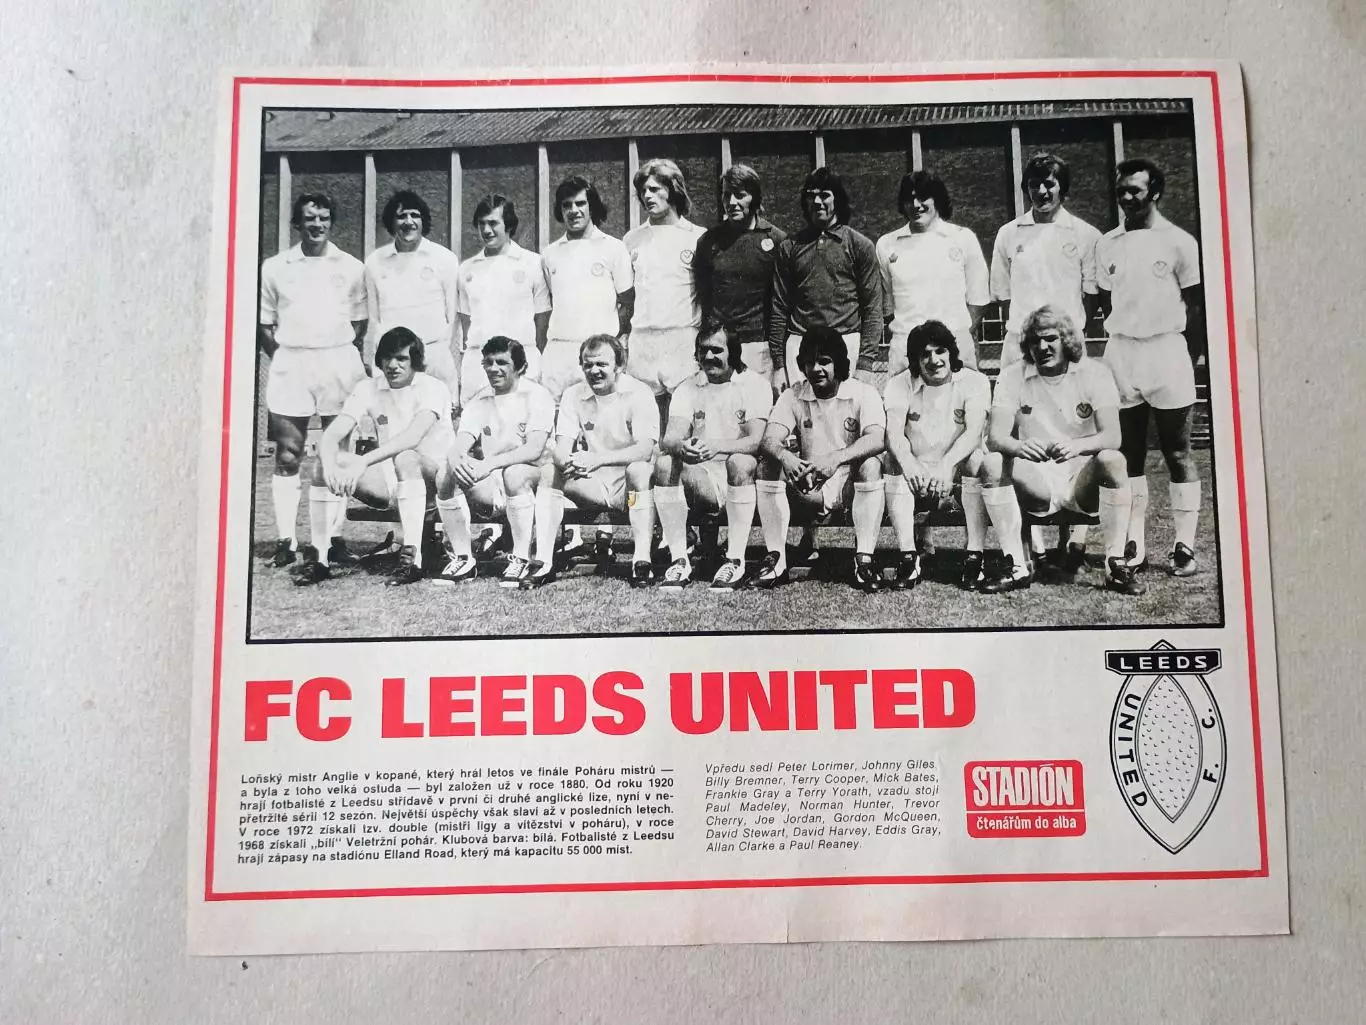 FC LEEDS UNITED
Loňský mistr Anglie v kopané, který hrál letos ve finále Poháru mistrů —
a byla z toho velká ostuda — byl založen už v roce 1880. Od roku 1920
hrají fotbalisté z Leedsu střídavě v první či druhé anglické lize, nyní v ne-
přetržité sérii 12 sezón. Největší úspěchy však slaví až v posledních letech.
V roce 1972 získali tzv. double (mistři ligy a vítězství v poháru), v roce
1968 získali „bílí" Veletržní pohár. Klubová barva: bílá. Fotbalisté z Leedsu
hrají zápasy na stadiónu Elland Road, který má kapacitu 55 000 míst.
Vpředu sedí Peter Lorimer, Johnny Giles
Billy Bremner, Terry Cooper, Mick Bates,
Frankie Gray a Terry Yorath, vzadu stojí
Paul Madeley, Norman Hunter, Trevor
Cherry, Joe Jordan, Gordon McQueen,
David Stewart, David Harvey, Eddis Gray,
Allan Clarke a Paul Reaney.
STADIÓN
čtenářům do alba
LEEDS
UNITED
F. C.